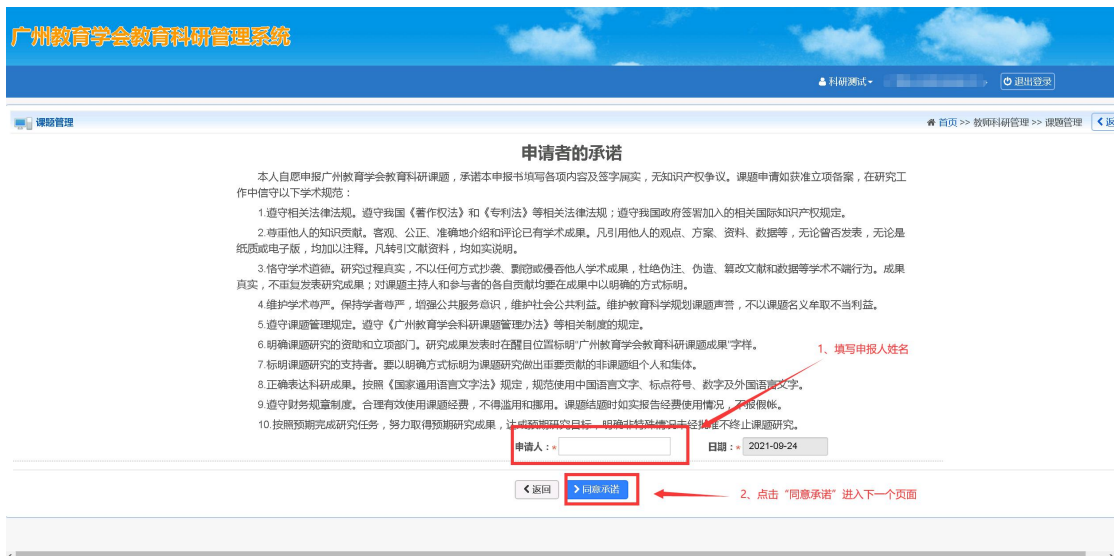 广州教育学会教育科研管理系统
科研测试
退出登录
课题管理
首页 >> 教师科研管理 >> 课题管理
申请者的承诺
本人自愿申报广州教育学会教育科研课题，承诺本申报书填写各项内容及签字属实，无知识产权争议。课题申请如获准立项备案，在研究工
作中信守以下学术规范：
1.遵守相关法律法规。遵守我国《著作权法》和《专利法》等相关法律法规；遵守我国政府签署加入的相关国际知识产权规定。
2.尊重他人的知识贡献。客观、公正、准确地介绍和评论已有学术成果。凡引用他人的观点、方案、资料、数据等，无论曾否发表，无论是
纸质或电子版，均加以注释。凡转引文献资料，均如实说明。
3.恪守学术道德。研究过程真实，不以任何方式抄袭、剽窃或侵吞他人学术成果，杜绝伪注、伪造、篡改文献和数据等学术不端行为。成果
真实，不重复发表研究成果；对课题主持人和参与者的各自贡献均要在成果中以明确的方式标明。
4.维护学术尊严。保持学者尊严，增强公共服务意识，维护社会公共利益。维护教育科学规划课题声誉，不以课题名义牟取不当利益。
5.遵守课题管理规定。遵守《广州教育学会科研课题管理办法》等相关制度的规定。
6.明确课题研究的资助和立项部门。研究成果发表时在醒目位置标明“广州教育学会教育科研课题成果”字样。
1、填写申报人姓名
7.标明课题研究的支持者。要以明确方式标明为课题研究做出重要贡献的非课题组个人和集体。
8.正确表达科研成果。按照《国家通用语言文字法》规定，规范使用中国语言文字、标点符号、数字及外国语言文字。
9.遵守财务规章制度。合理有效使用课题经费，不得滥用和挪用。课题结题时如实报告经费使用情况，不报假帐。
10.按照预期完成研究任务，努力取得预期研究成果，达成预期研究目标，明确非特殊情况未经批准不终止课题研究。
申请人：* 日期：* 2021-09-24
返回 同意承诺
2、点击“同意承诺”进入下一个页面